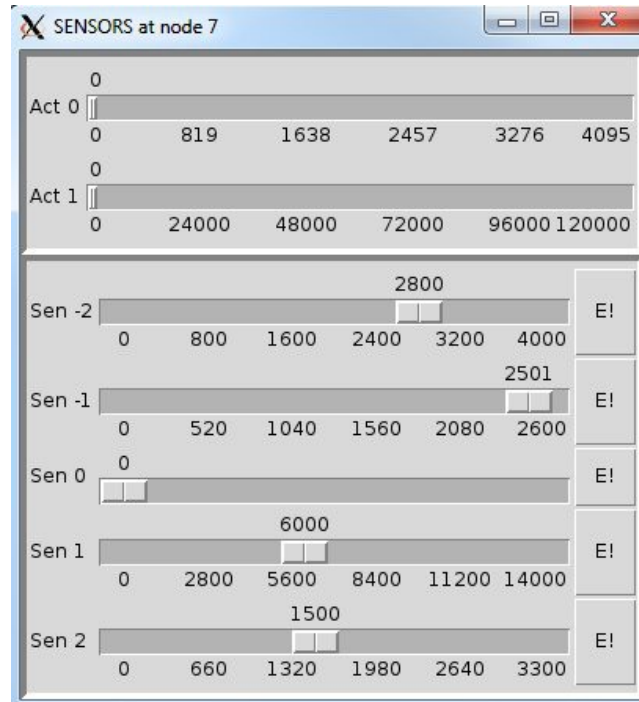 SENSORS at node 7
0
Act 0
0 819 1638 2457 3276 4095
0
Act 1
0 24000 48000 72000 96000 120000
2800
Sen -2 E!
0 800 1600 2400 3200 4000
2501
Sen -1 E!
0 520 1040 1560 2080 2600
0
Sen 0 E!
6000
Sen 1 E!
0 2800 5600 8400 11200 14000
1500
Sen 2 E!
0 660 1320 1980 2640 3300